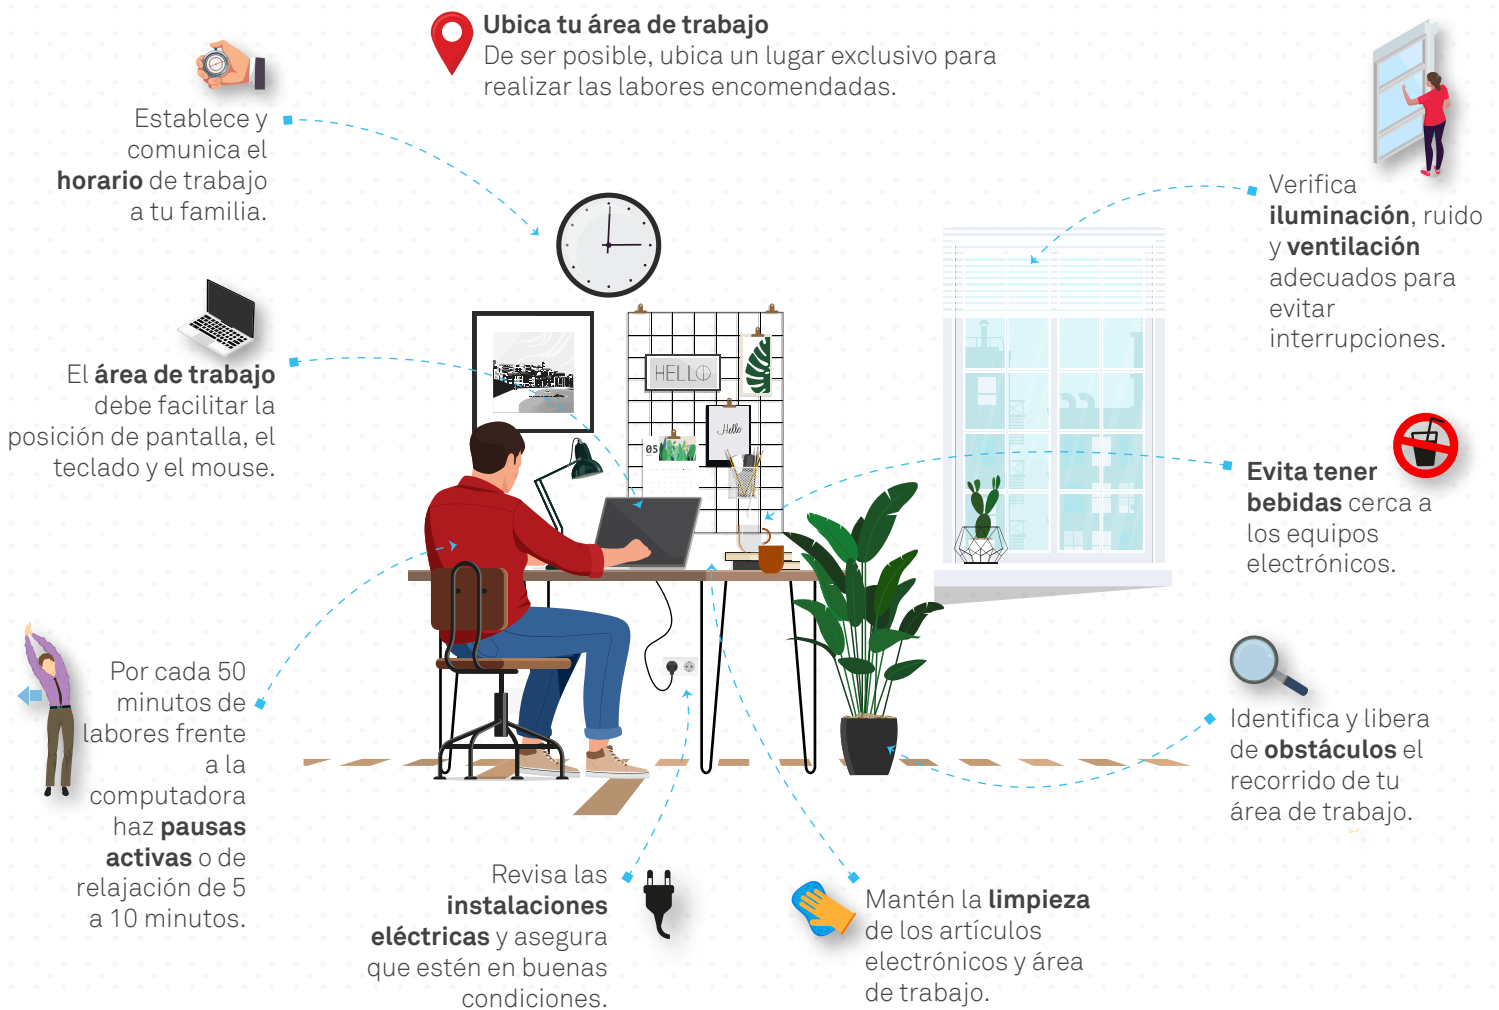 Ubica tu área de trabajo
De ser posible, ubica un lugar exclusivo para
realizar las labores encomendadas.
Establece y
comunica el
horario de trabajo
a tu familia.
El área de trabajo
debe facilitar la
posición de pantalla, el
teclado y el mouse.
Por cada 50
minutos de
labores frente
a la
computadora
haz pausas
activas o de
relajación de 5
a 10 minutos.
Revisa las
instalaciones
eléctricas y asegura
que estén en buenas
condiciones.
Mantén la limpieza
de los artículos
electrónicos y área
de trabajo.
Identifica y libera
de obstáculos el
recorrido de tu
área de trabajo.
Evita tener
bebidas cerca a
los equipos
electrónicos.
Verifica
iluminación, ruido
y ventilación
adecuados para
evitar
interrupciones.
HELLO
Hello
05